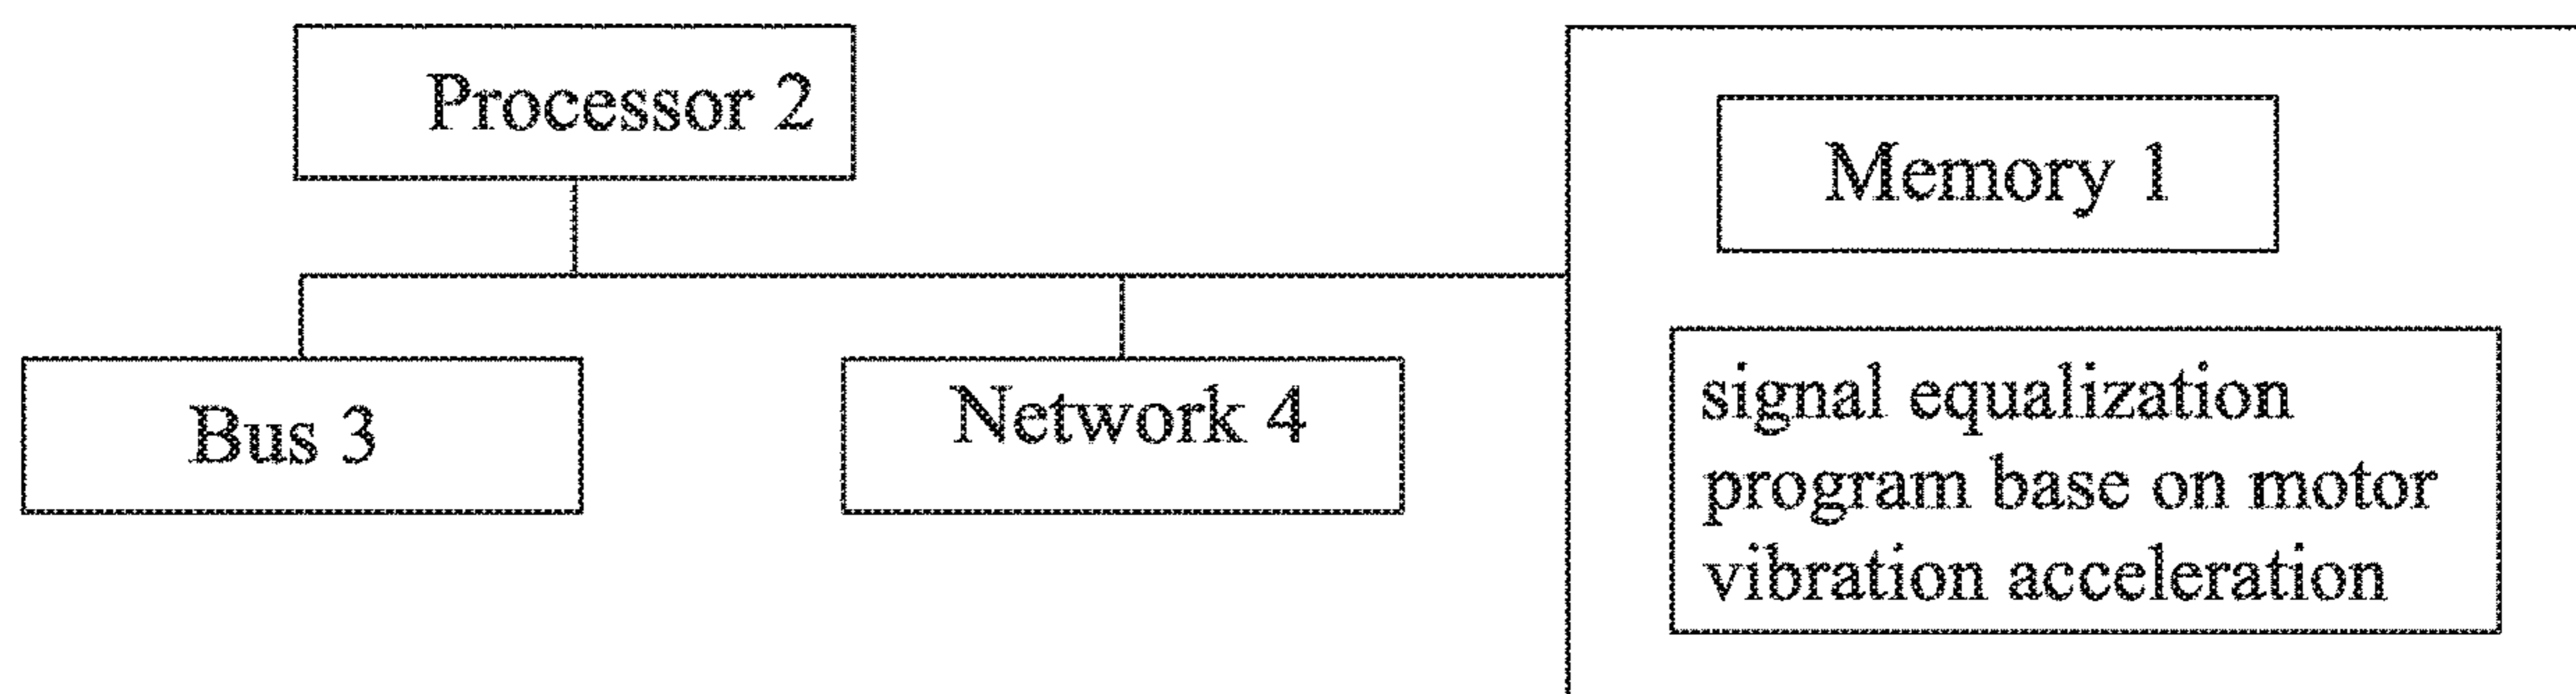 Processor 2
Memory 1
Bus 3
Network 4
signal equalization
program base on motor
vibration acceleration